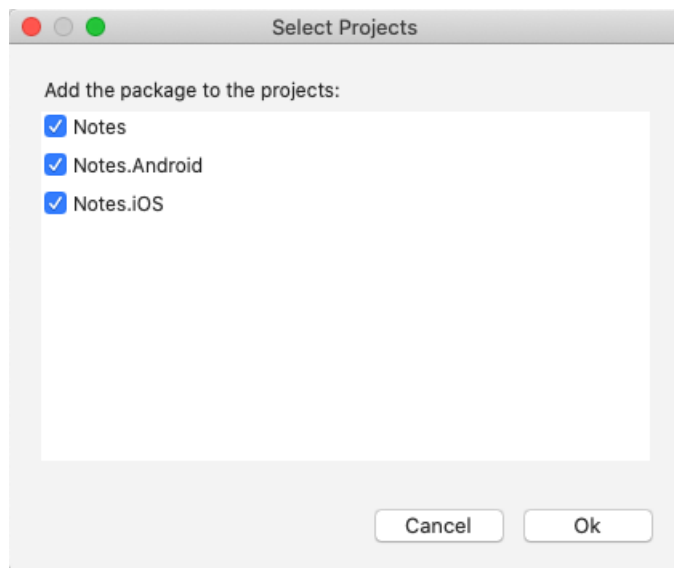 Select Projects
Add the package to the projects:
Notes
Notes.Android
Notes.iOS
Cancel Ok